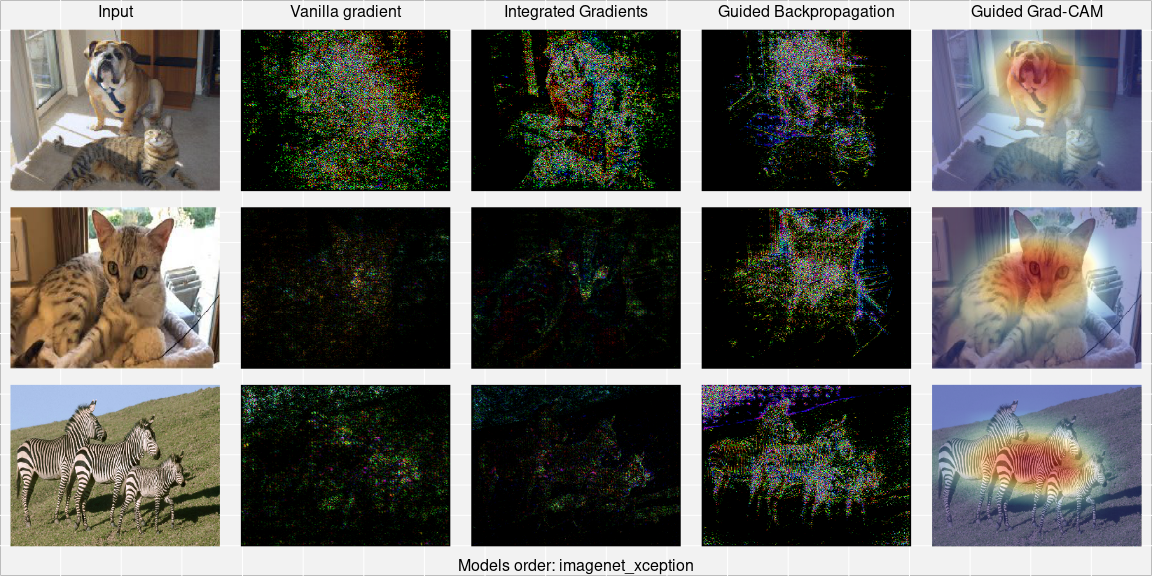 Input
Vanilla gradient
Integrated Gradients
Guided Backpropagation
Guided Grad-CAM
Models order: imagenet_xception